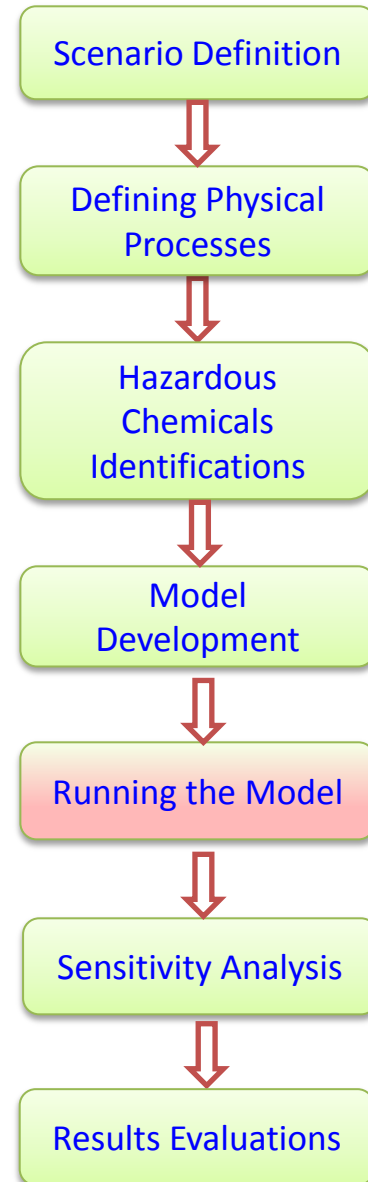 Scenario Definition
Defining Physical
Processes
Hazardous
Chemicals
Identifications
Model
Development
Running the Model
Sensitivity Analysis
Results Evaluations